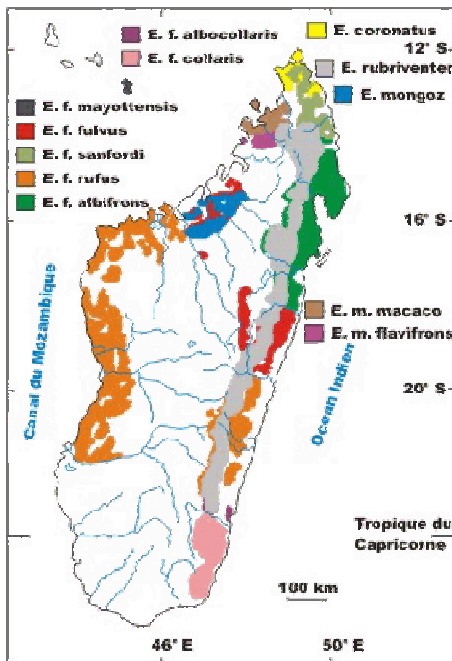 E. f. albocollaris
E. f. collaris
E. coronatus
12° S
E. rubriventer
E. mongoz
E. f. mayottensis
E. f. fulvus
E. f. sanfordi
E. f. rufus
E. f. albifrons
16° S
Canal du Mozambique
E. m. macaco
E. m. flavifrons
20° S
Ocean Indien
Tropique du
Capricorne
100 km
46° E
50° E